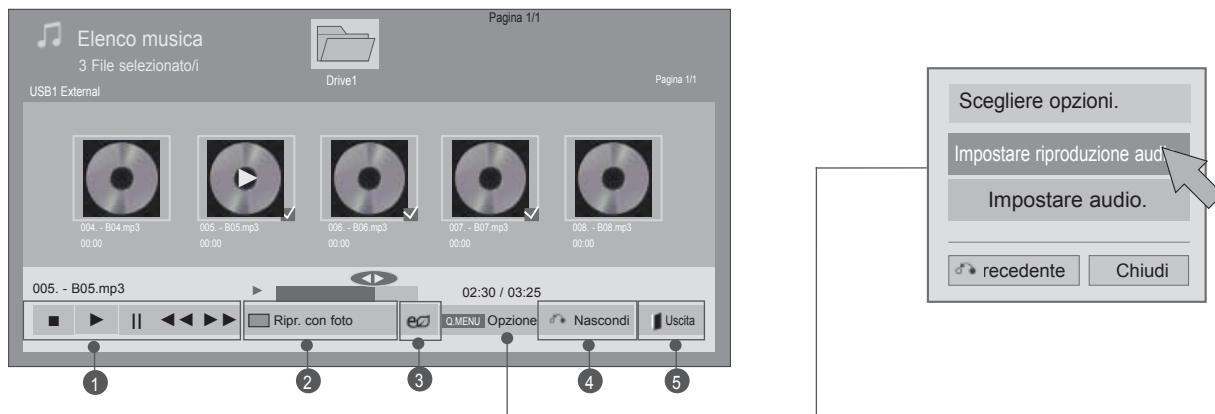 Pagina 1/1
Elenco musica
3 File selezionato/i
Drive1
Pagina 1/1
USB1 External
004. - B04.mp3
00:00
005. - B05.mp3
00:00
006. - B06.mp3
00:00
007. - B07.mp3
00:00
008. - B08.mp3
00:00
005. - B05.mp3
02:30 / 03:25
Ripr. con foto
Q.MENU Opzione
Nascondi
Uscita
1
2
3
4
5
Scegliere opzioni.
Impostare riproduzione aud
Impostare audio.
recedente
Chiudi